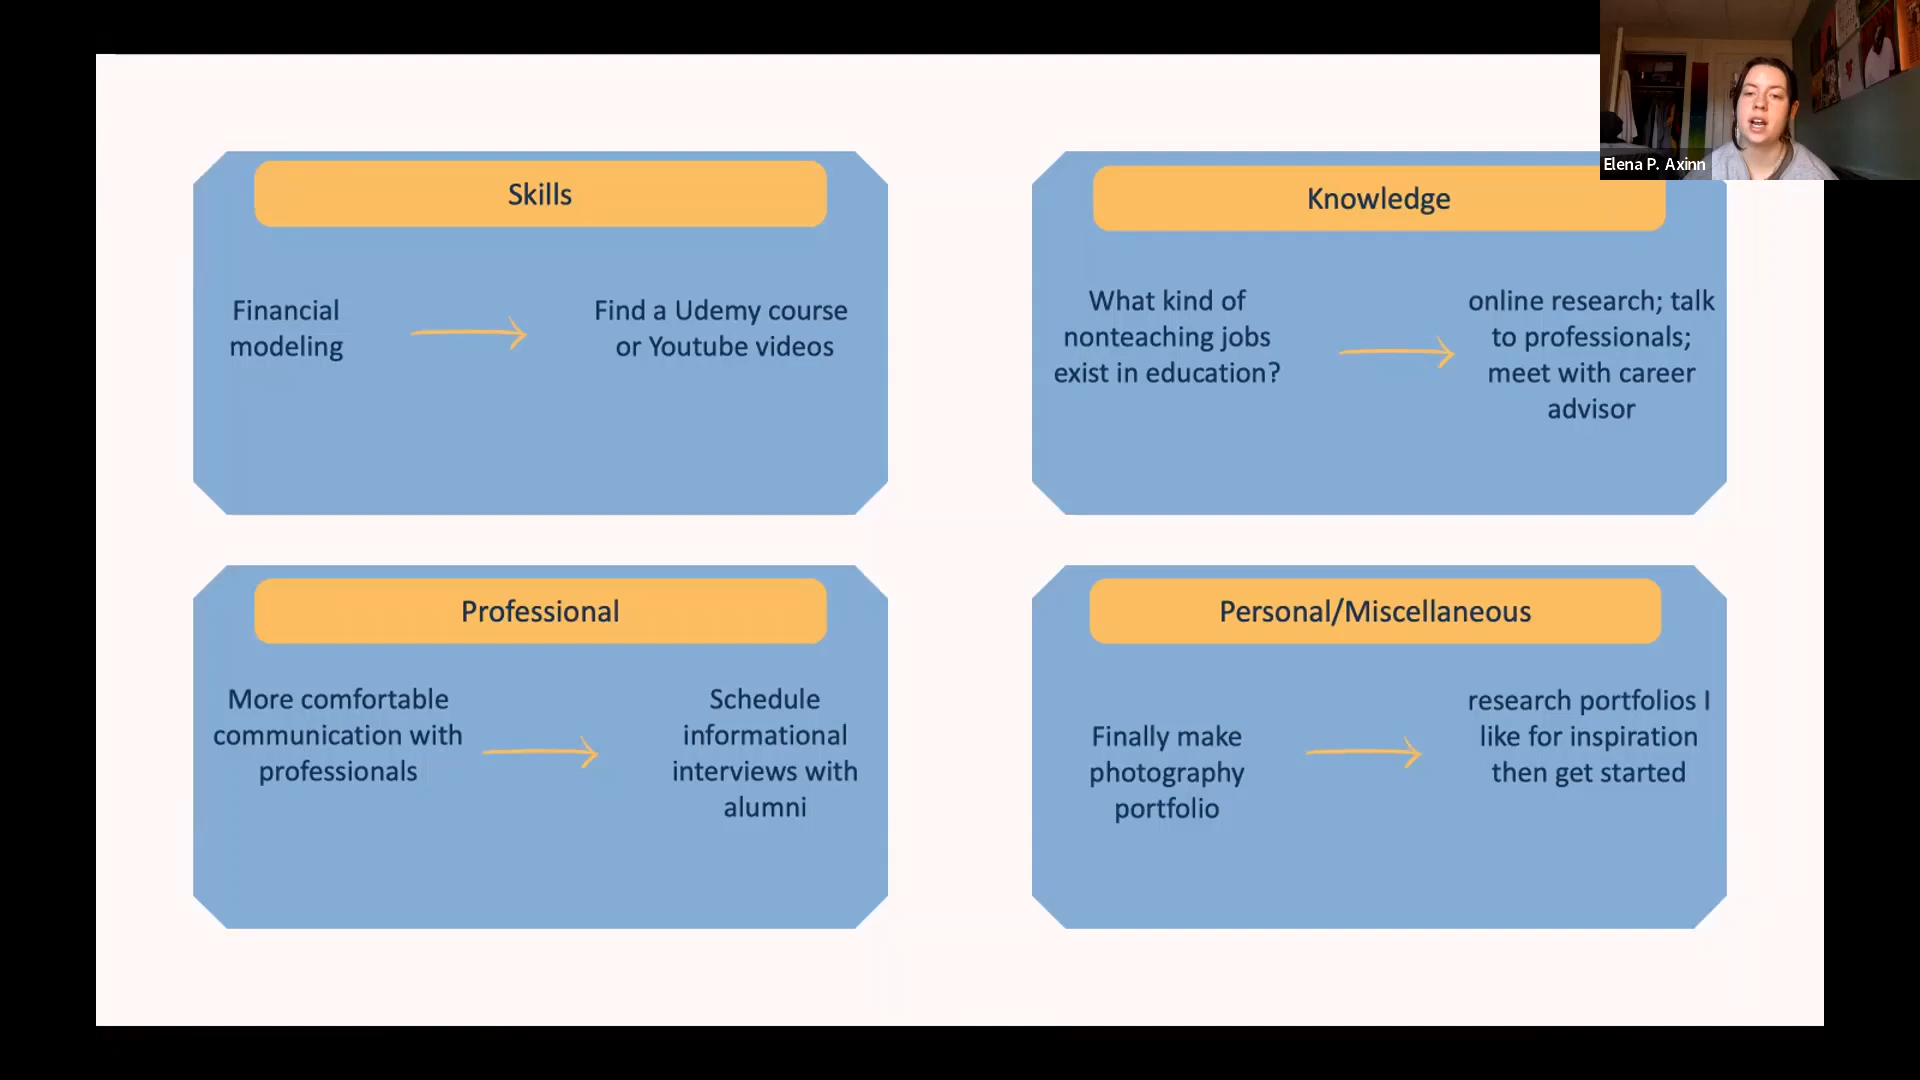 Elena P. Axinn
Skills
Financial
modeling
Find a Udemy course
or Youtube videos
Knowledge
What kind of
nonteaching jobs
exist in education?
online research; talk
to professionals;
meet with career
advisor
Professional
More comfortable
communication with
professionals
Schedule
informational
interviews with
alumni
Personal/Miscellaneous
Finally make
photography
portfolio
research portfolios I
like for inspiration
then get started